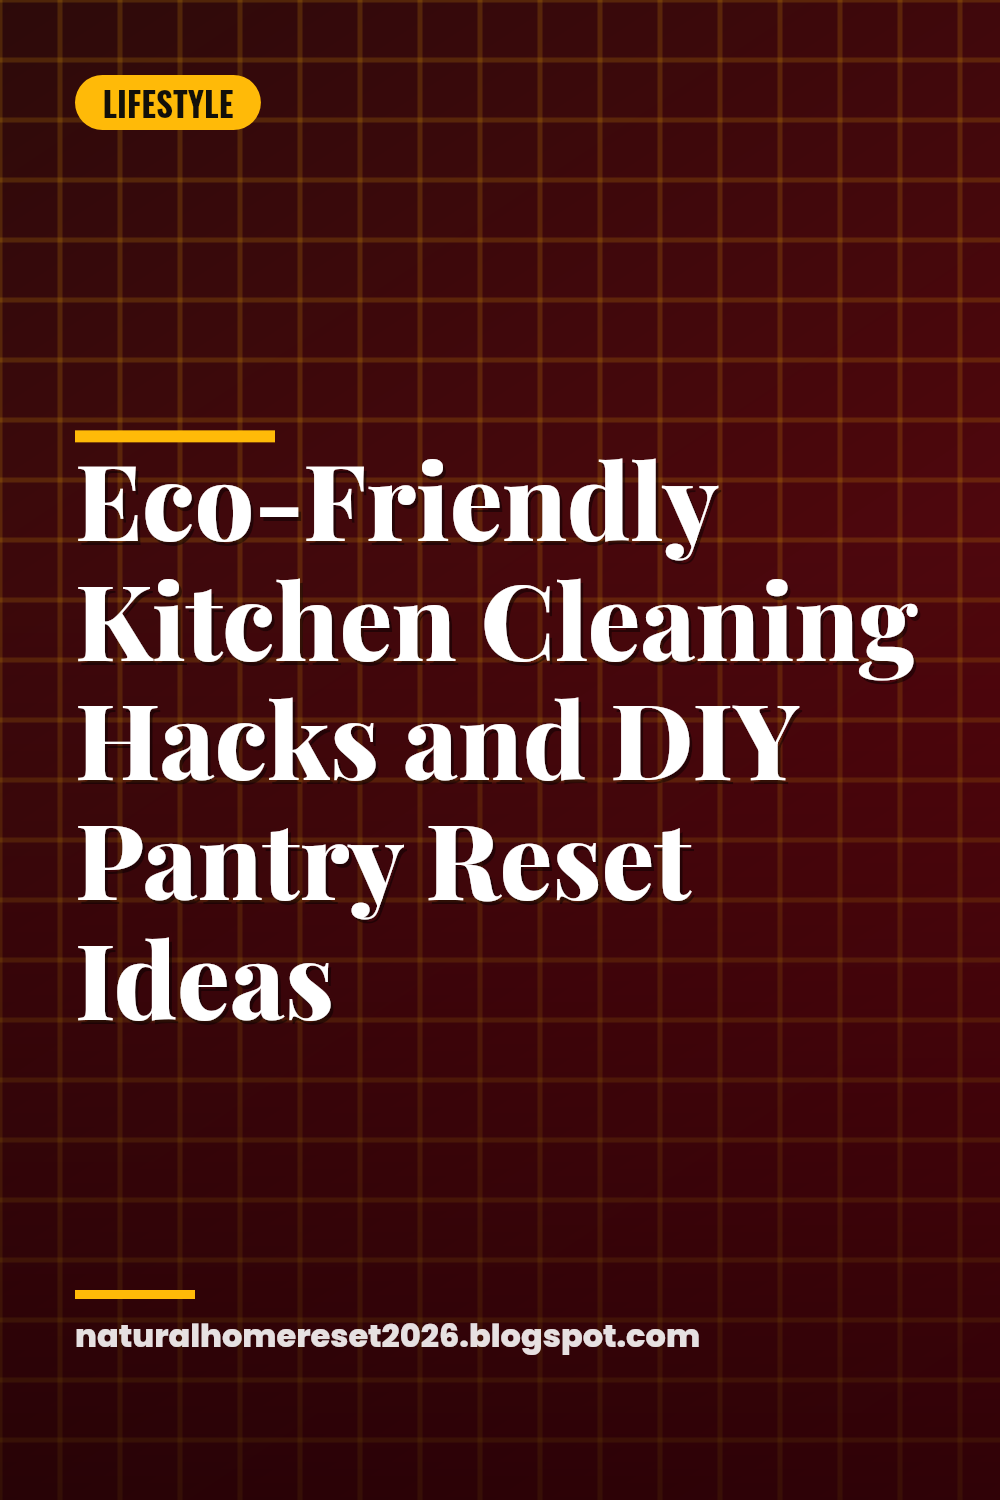 LIFESTYLE
Eco-Friendly
Kitchen Cleaning
Hacks and DIY
Pantry Reset
Ideas
naturalhomereset2026.blogspot.com